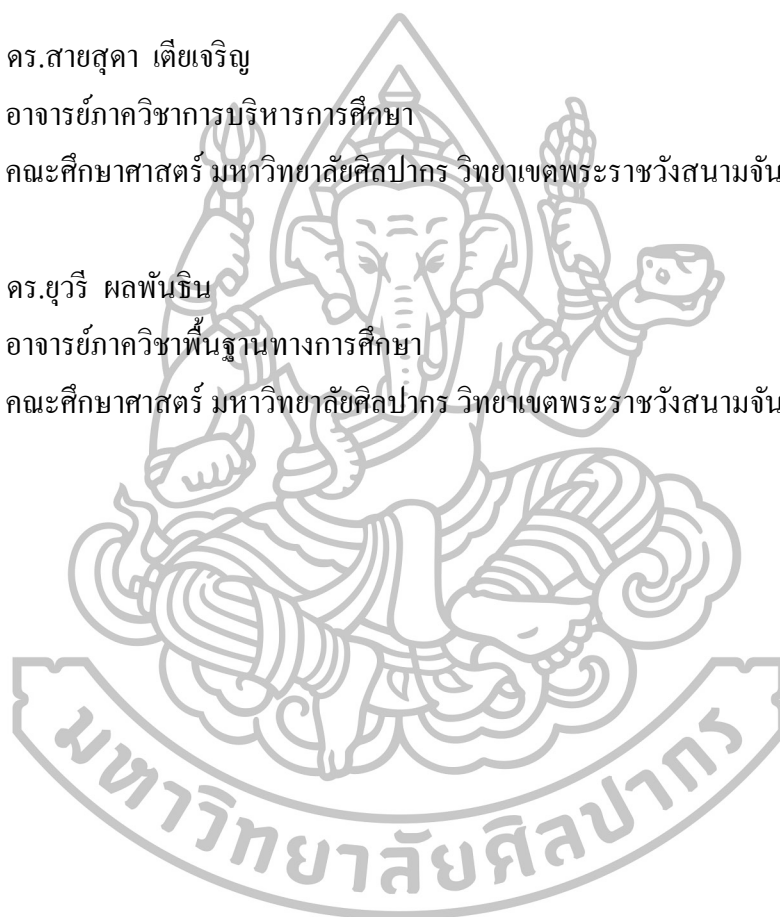 ดร.สายสุดา เตียเจริญ
อาจารย์ภาควิชาการบริหารการศึกษา
คณะศึกษาศาสตร์ มหาวิทยาลัยศิลปากร วิทยาเขตพระราชวังสนามจัน
ดร.ยุวรี ผลพันธิน
อาจารย์ภาควิชาพื้นฐานทางการศึกษา
คณะศึกษาศาสตร์ มหาวิทยาลัยศิลปากร วิทยาเขตพระราชวังสนามจัน
มหาวิทยาลัยศิลปากร